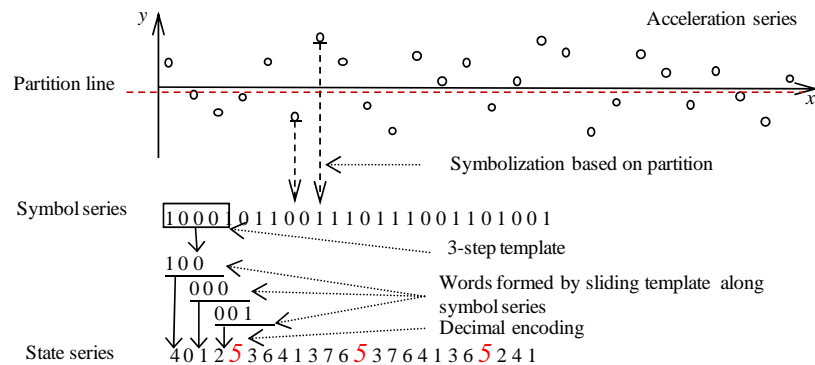 y
Acceleration series
Partition line
x
Symbolization based on partition
Symbol series
1 0 0 0 1 0 1 1 0 0 1 1 1 0 1 1 1 0 0 1 1 0 1 0 0 1
3-step template
1 0 0
0 0 0
0 0 1
Words formed by sliding template along
symbol series
Decimal encoding
State series
4 0 1 2 5 3 6 4 1 3 7 6 5 3 7 6 4 1 3 6 5 2 4 1